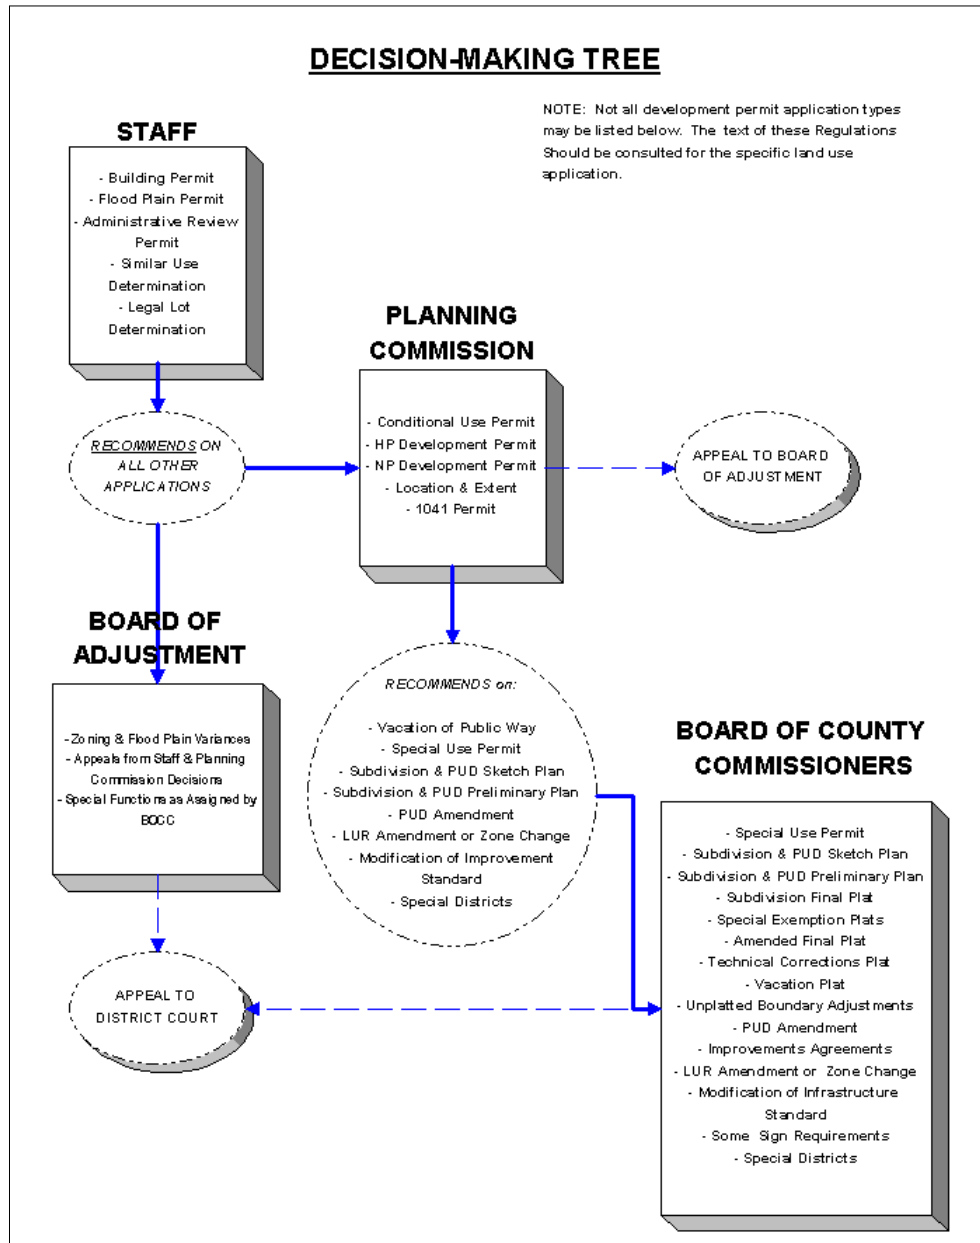 DECISION-MAKING TREE
NOTE: Not all development permit application types
may be listed below. The text of these Regulations
Should be consulted for the specific land use
application.
STAFF
- Building Permit
- Flood Plain Permit
- Administrative Review
Permit
- Similar Use
Determination
- Legal Lot
Determination
PLANNING
COMMISSION
- Conditional Use Permit
- HP Development Permit
- NP Development Permit
- Location & Extent
- 1041 Permit
RECOMMENDS ON
ALL OTHER
APPLICATIONS
APPEAL TO BOARD
OF ADJUSTMENT
BOARD OF
ADJUSTMENT
- Zoning & Flood Plain Variances
- Appeals from Staff & Planning
Commission Decisions
- Special Functions as Assigned by
BOCC
RECOMMENDS on:
- Vacation of Public Way
- Special Use Permit
- Subdivision & PUD Sketch Plan
- Subdivision & PUD Preliminary Plan
- PUD Amendment
- LUR Amendment or Zone Change
- Modification of Improvement
Standard
- Special Districts
BOARD OF COUNTY
COMMISSIONERS
- Special Use Permit
- Subdivision & PUD Sketch Plan
- Subdivision & PUD Preliminary Plan
- Subdivision Final Plat
- Special Exemption Plats
- Amended Final Plat
- Technical Corrections Plat
- Vacation Plat
- Unplatted Boundary Adjustments
- PUD Amendment
- Improvements Agreements
- LUR Amendment or Zone Change
- Modification of Infrastructure
Standard
- Some Sign Requirements
- Special Districts
APPEAL TO
DISTRICT COURT